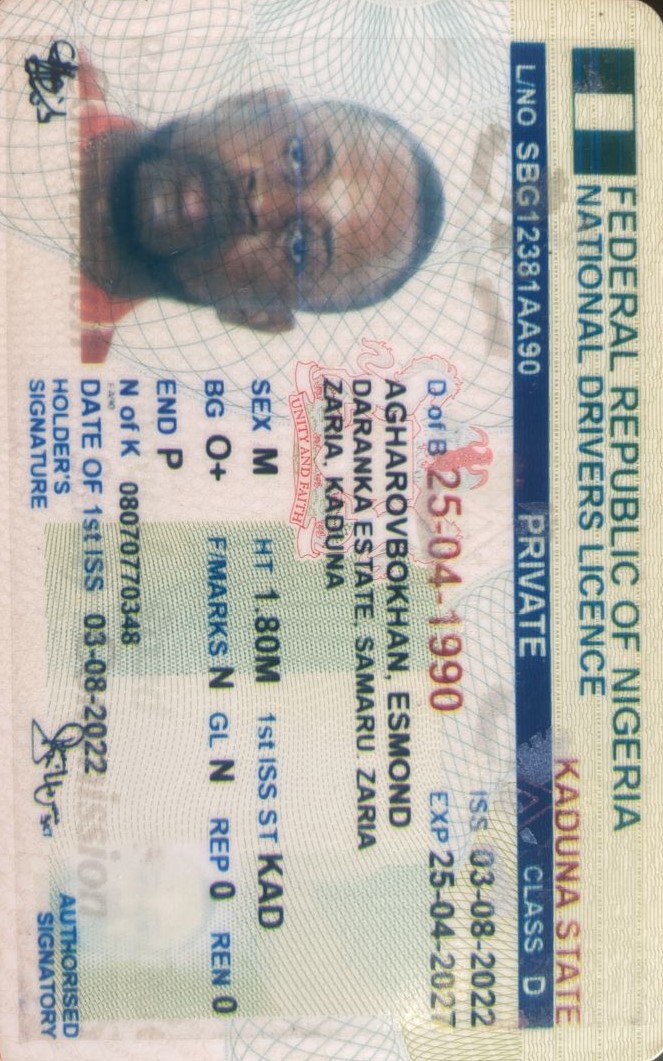 FEDERAL REPUBLIC OF NIGERIA
NATIONAL DRIVERS LICENCE
KADUNA STATE
L/NO SBG12381AA90 PRIVATE CLASS D
ISS 03-08-2022
D of B 25-04-1990 EXP 25-04-2027
AGHAROVBOKHAN, ESMOND
DARANKA ESTATE, SAMARU. ZARIA
ZARIA, KADUNA
UNITY AND FAITH
SEX M HT 1.80M 1st ISS ST KAD
BG O+ F/MARKS N GL N REP 0 REN 0
END P
N of K 08070770348
DATE OF 1st ISS 03-08-2022
HOLDER'S
SIGNATURE
AUTHORISED
SIGNATORY